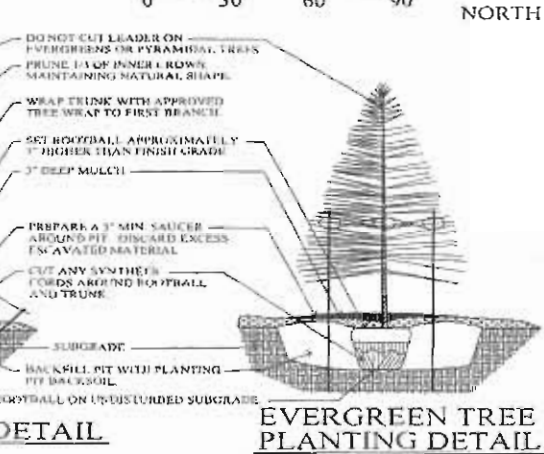 0 30 60 90
NORTH
DO NOT CUT LEADER ON
EVERGREENS OR PYRAMIDAL TREES
PRUNE 1/3 OF INNER CROWN
MAINTAINING NATURAL SHAPE.
WRAP TRUNK WITH APPROVED
TREE WRAP TO FIRST BRANCH.
SET ROOTBALL APPROXIMATELY
HIGHER THAN FINISH GRADE
3" DEEP MULCH
PREPARE A 3" MIN. SAUCER
AROUND PIT. DISCARD EXCESS
EXCAVATED MATERIAL
CUT ANY SYNTHETIC
CORDS AROUND ROOTBALL
AND TRUNK.
SUBGRADE
BACKFILL PIT WITH PLANTING
PIT BACKSOIL.
ROOTBALL ON UNDISTURBED SUBGRADE
DETAIL
EVERGREEN TREE
PLANTING DETAIL